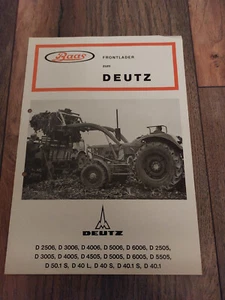 Baas
FRONTLADER
zum
DEUTZ
DEUTZ
D 2506, D 3006, D 4006, D 5006, D 6006, D 2505,
D 3005, D 4005, D 4505, D 5005, D 6005, D 5505,
D 50.1 S, D 40 L, D 40 S, D 40.1 S, D 40.1